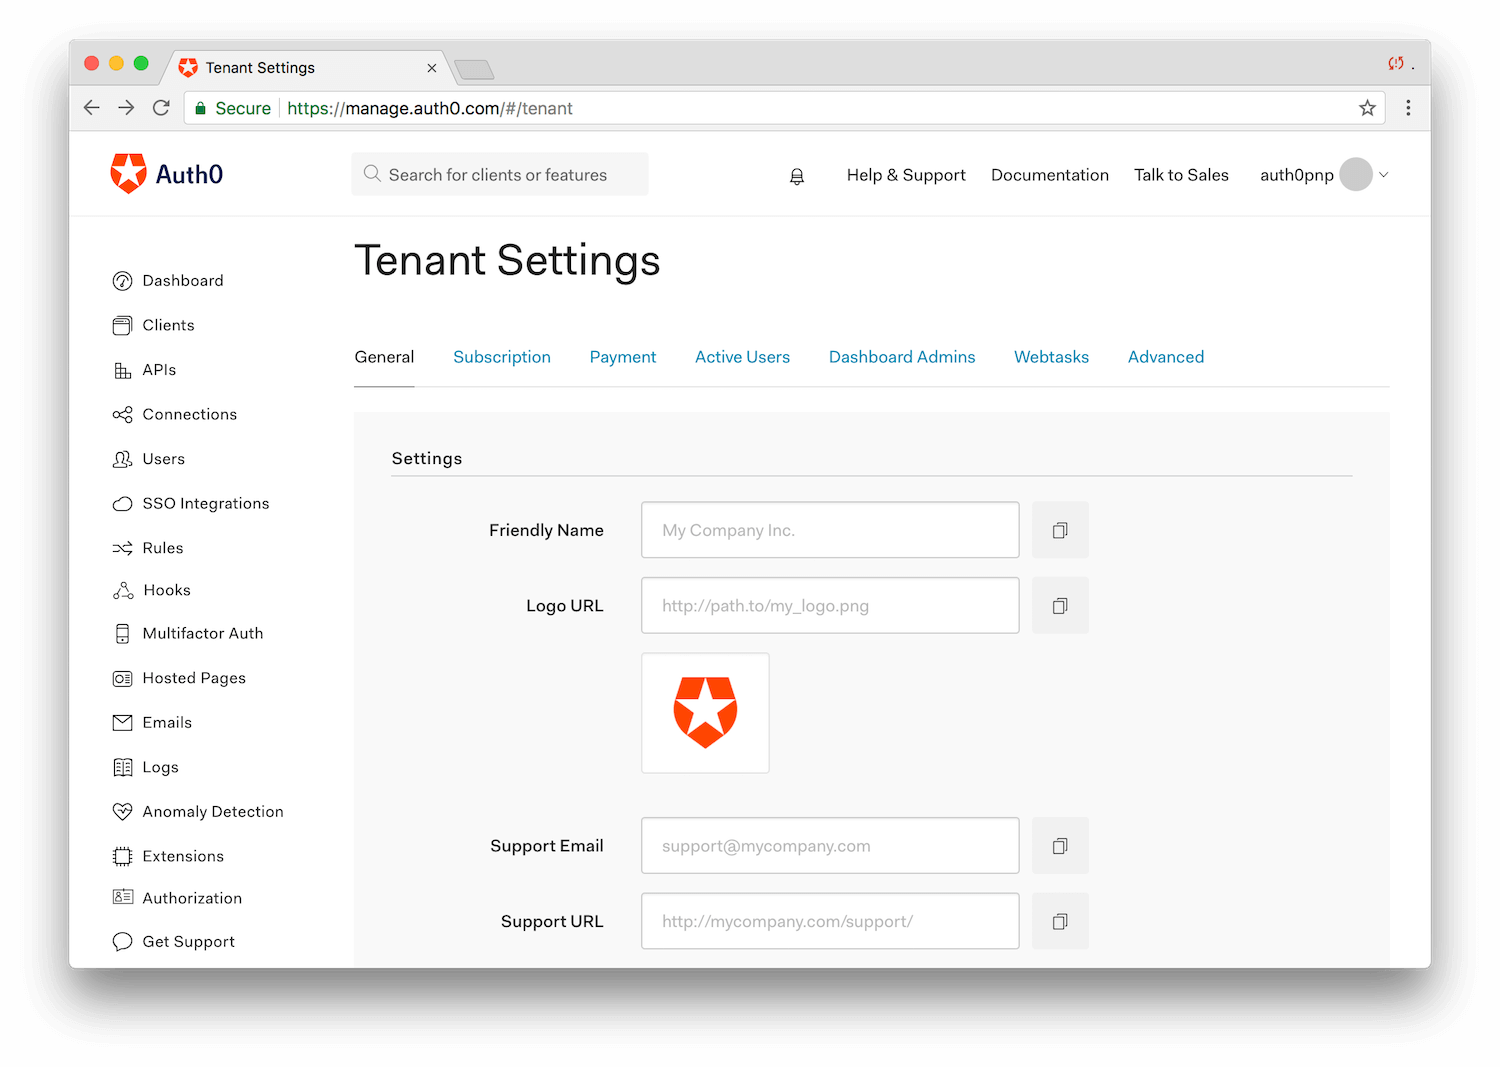 Tenant Settings
Secure https://manage.auth0.com/#/tenant
Auth0
Search for clients or features
Help & Support Documentation Talk to Sales auth0pnp
Dashboard
Clients
APIs
Connections
Users
SSO Integrations
Rules
Hooks
Multifactor Auth
Hosted Pages
Emails
Logs
Anomaly Detection
Extensions
Authorization
Get Support
Tenant Settings
General Subscription Payment Active Users Dashboard Admins Webtasks Advanced
Settings
Friendly Name My Company Inc.
Logo URL http://path.to/my_logo.png
Support Email support@mycompany.com
Support URL http://mycompany.com/support/